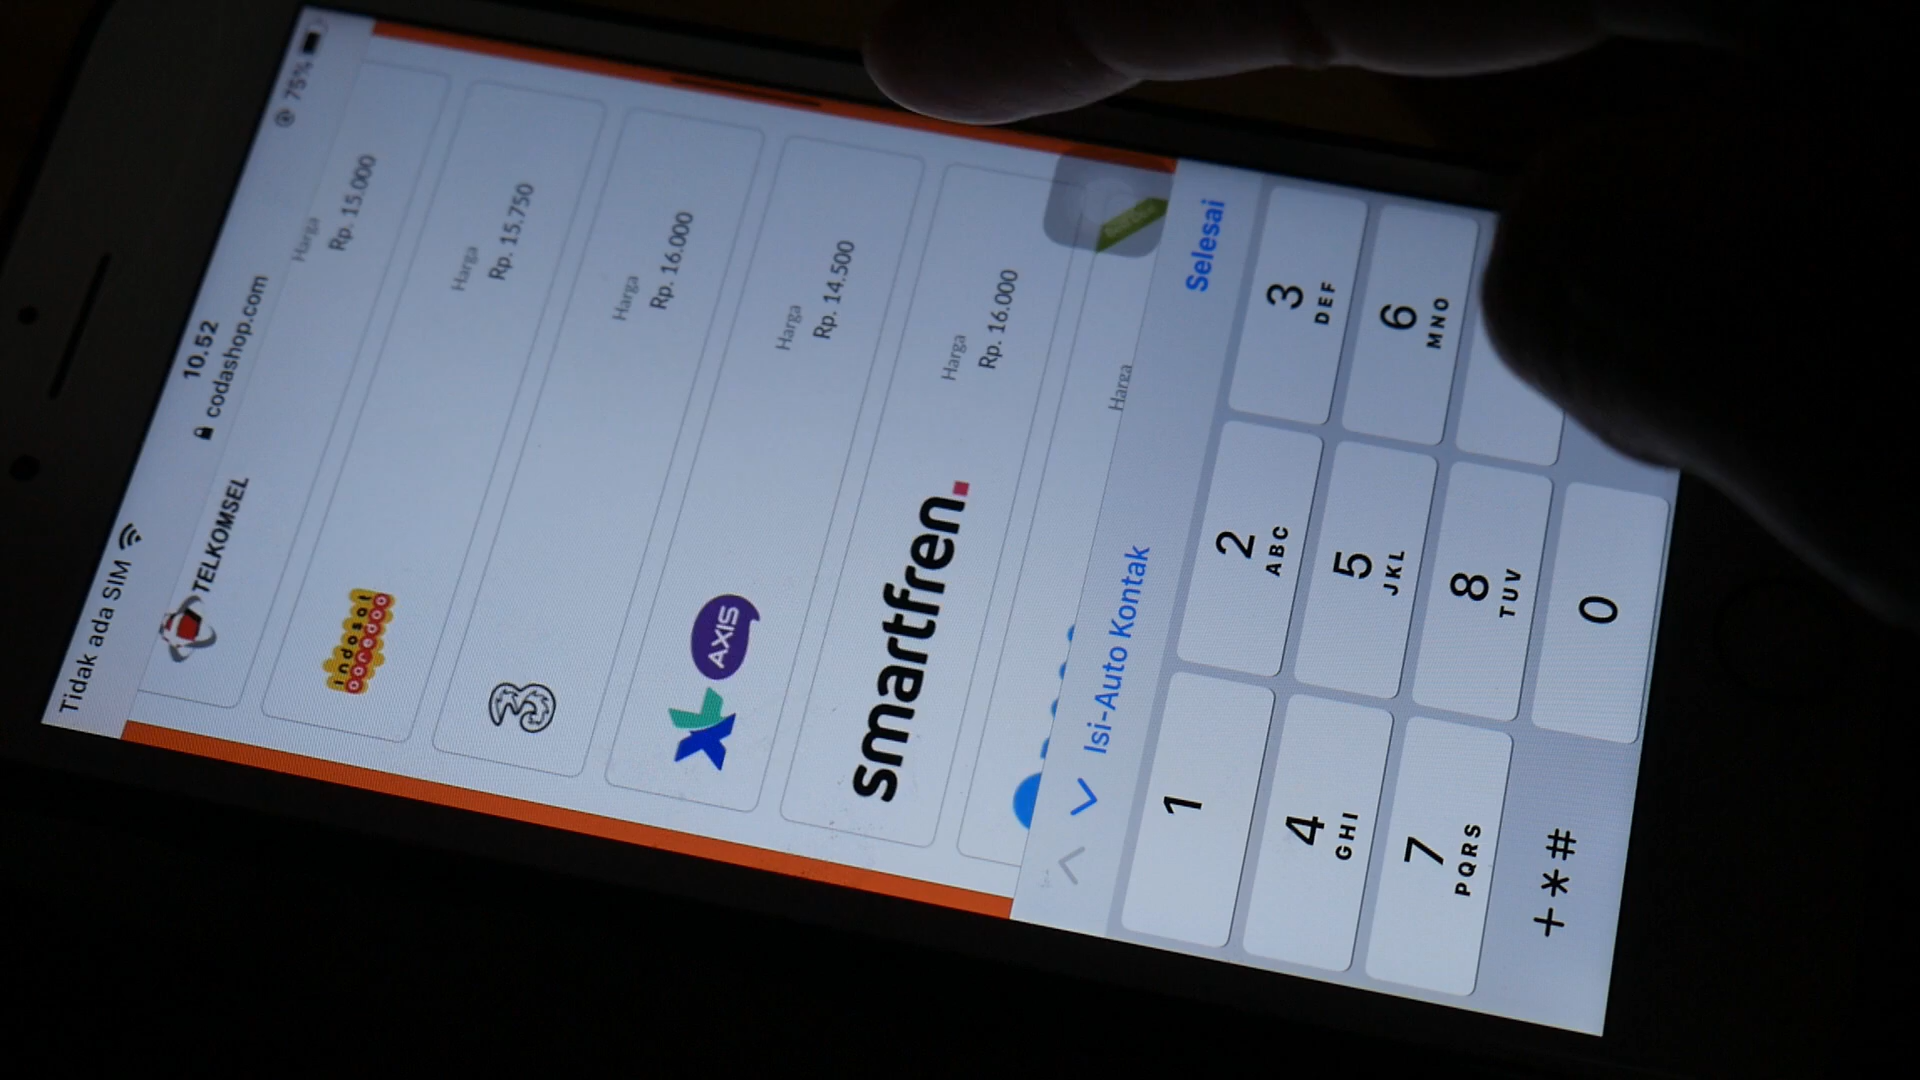 Tidak ada SIM 10.52 75%
codashop.com
TELKOMSEL
Harga
Rp. 15.000
indosat
ooredoo
Harga
Rp. 15.750
3
Harga
Rp. 16.000
XL AXIS
Harga
Rp. 14.500
smartfren.
Harga
Rp. 16.000
Harga
Isi-Auto Kontak Selesai
1 2 3
ABC DEF
4 5 6
GHI JKL MNO
7 8
PQRS TUV
+*# 0